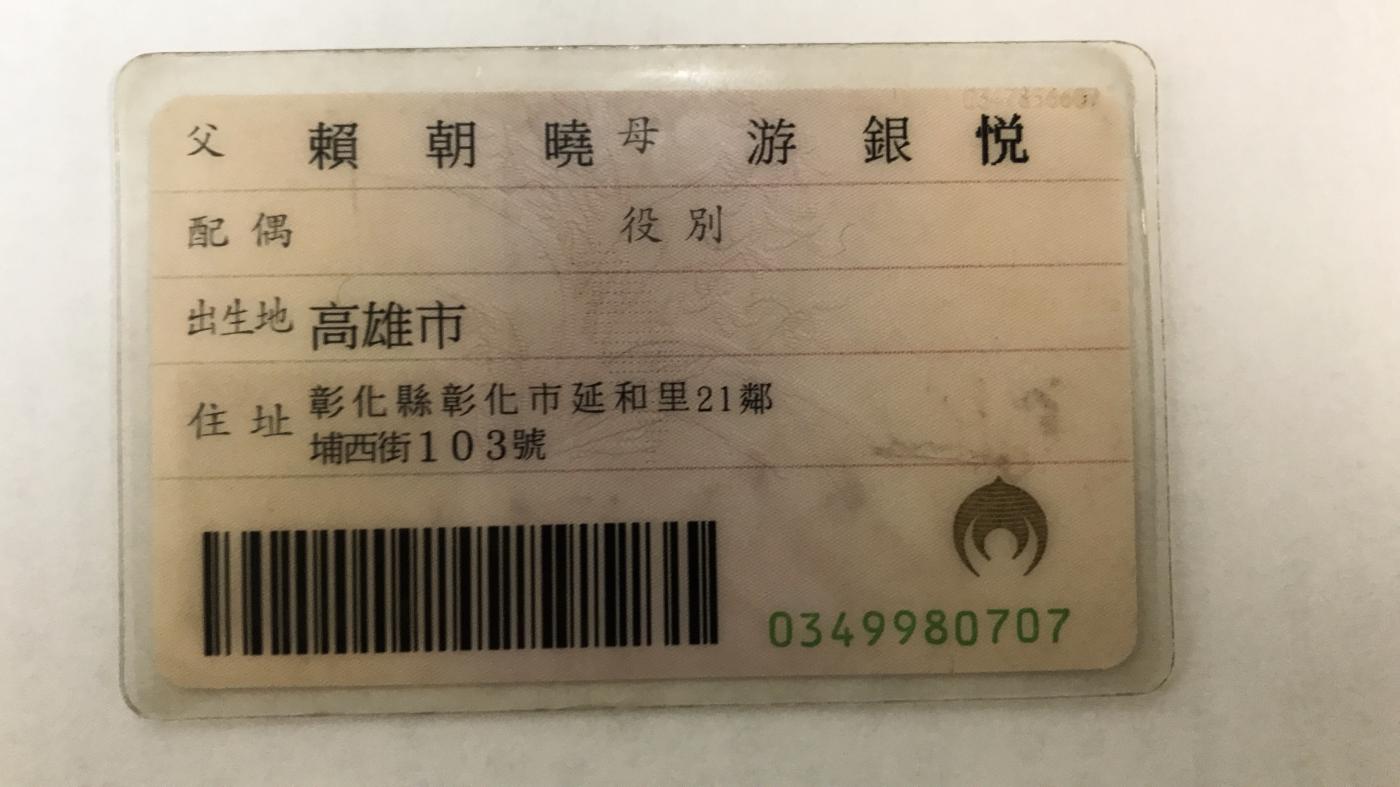 父 賴朝曉 母 游銀悦
配偶 役別
出生地 高雄市
住址 彰化縣彰化市延和里21鄰
埔西街103號
0349980707